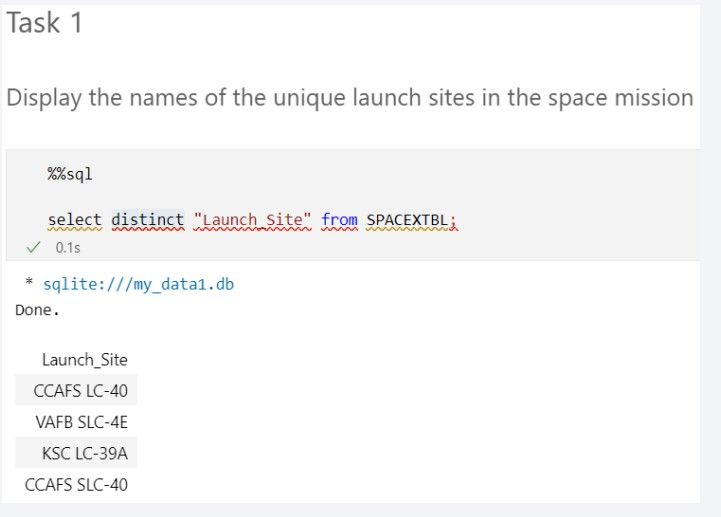 Task 1
Display the names of the unique launch sites in the space mission
%%sql
select distinct "Launch_Site" from SPACEXTBL;
✓ 0.1s
* sqlite:///my_data1.db
Done.
Launch_Site
CCAFS LC-40
VAFB SLC-4E
KSC LC-39A
CCAFS SLC-40